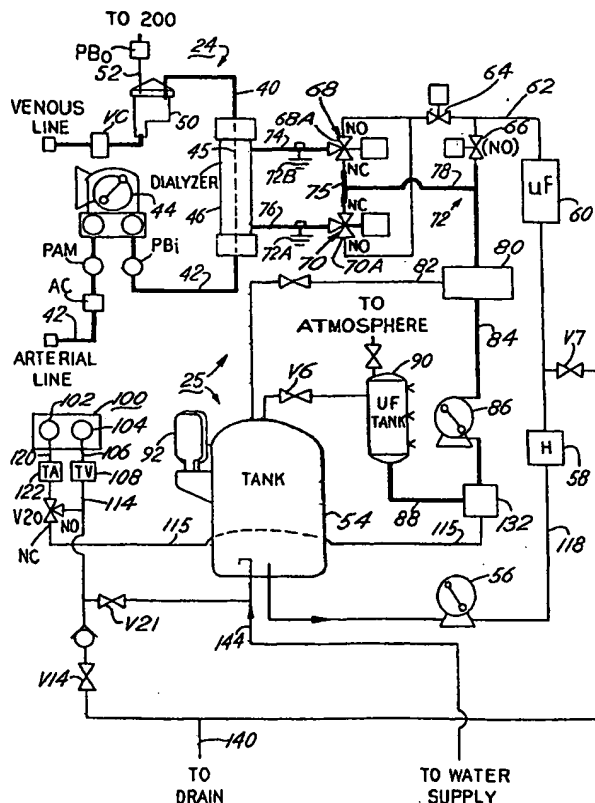 TO 200
PBo
24
52
40
64
62
68
68A
NO
VENOUS LINE
VC
50
74
66
(NO)
45
72B
NC
DIALYZER
75
78
uF
44
46
76
NC
72
60
NO
PAM
PBi
72A
70
70A
82
80
AC
42
TO ATMOSPHERE
84
42
ARTERIAL LINE
25
V6
90
V7
102
100
104
UF TANK
86
92
120
106
H
TA
TV
108
TANK
58
122
114
54
88
132
V20
NO
NC
115
115
118
56
V21
144
V14
140
TO DRAIN
TO WATER SUPPLY